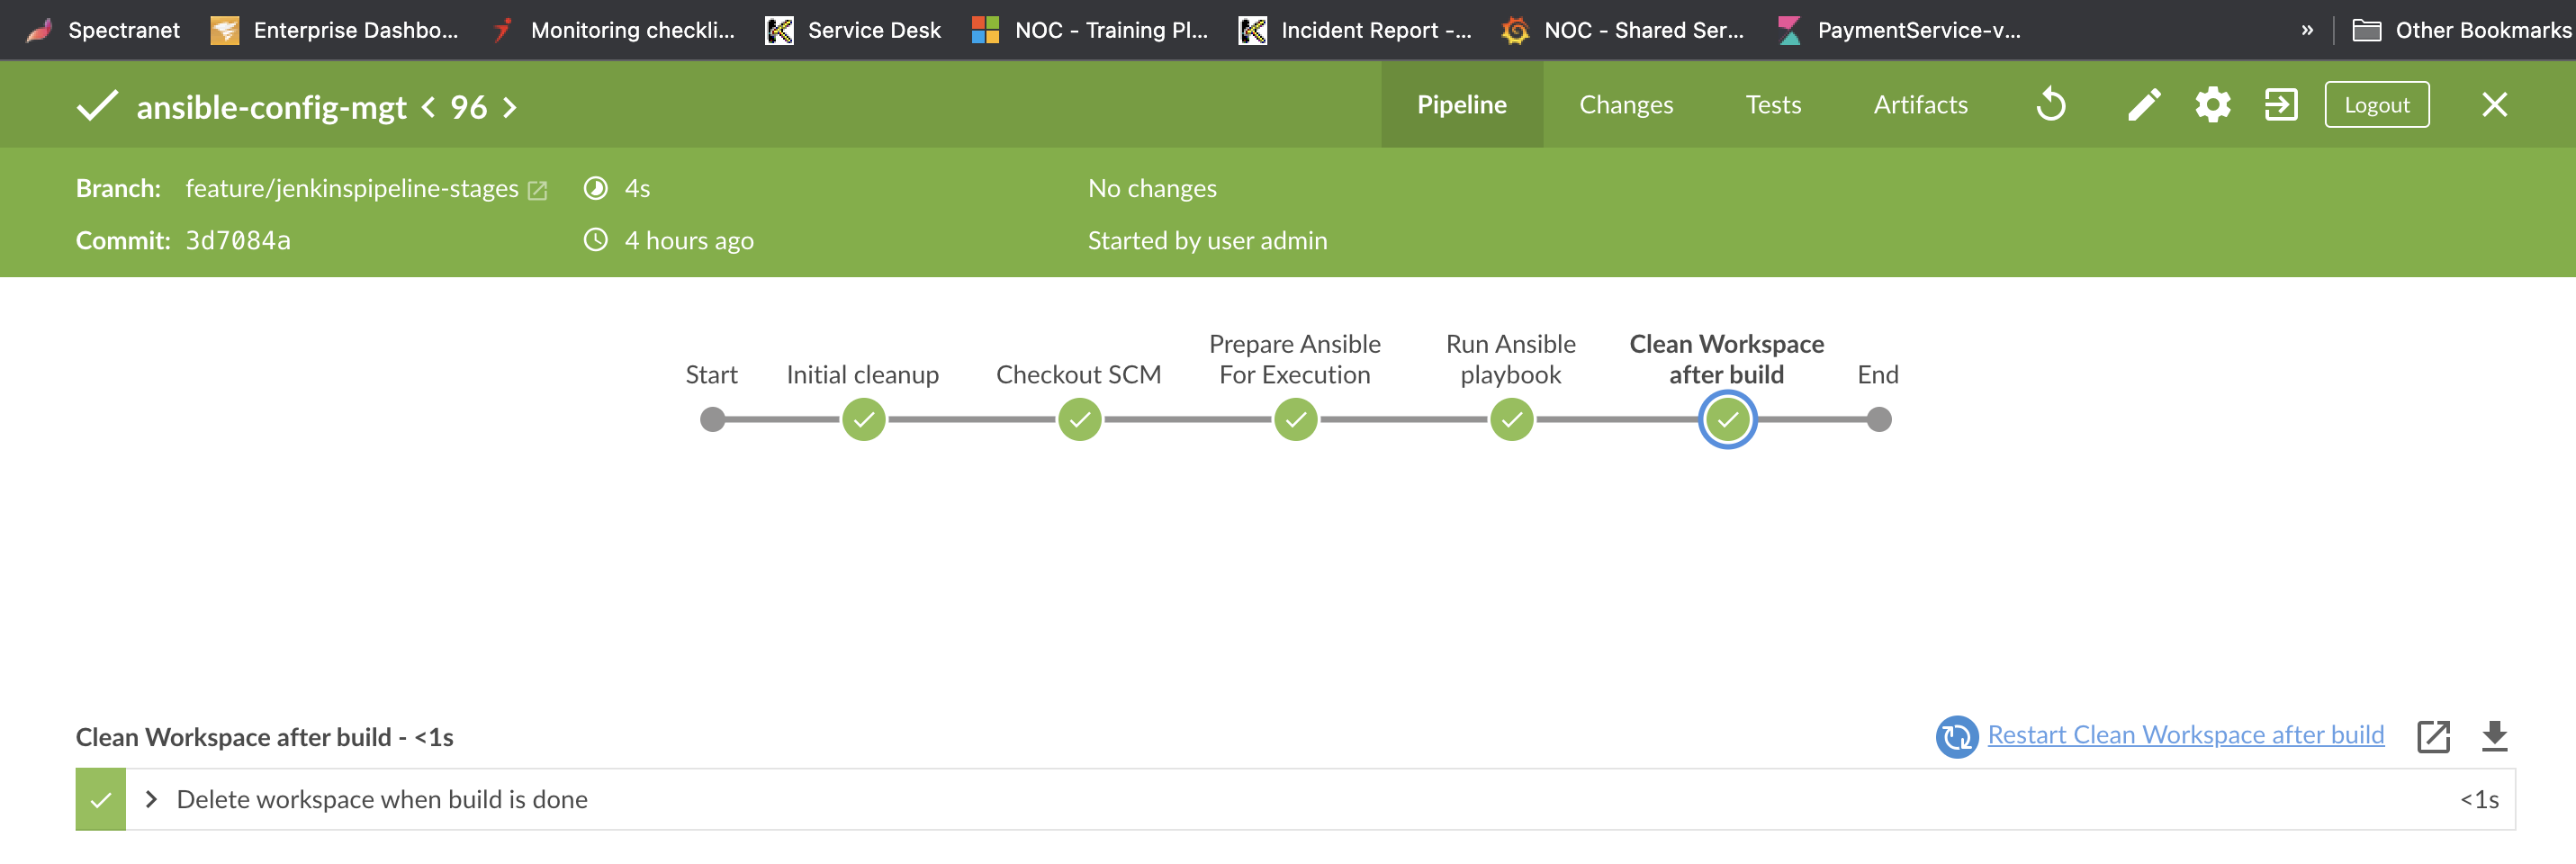 Spectranet Enterprise Dashbo... Monitoring checkli... Service Desk NOC - Training Pl... Incident Report -... NOC - Shared Ser... PaymentService-v... » Other Bookmarks
ansible-config-mgt < 96 > Pipeline Changes Tests Artifacts Logout
Branch: feature/jenkinspipeline-stages 4s No changes
Commit: 3d7084a 4 hours ago Started by user admin
Prepare Ansible Run Ansible Clean Workspace
Start Initial cleanup Checkout SCM For Execution playbook after build End
Clean Workspace after build - <1s Restart Clean Workspace after build
Delete workspace when build is done <1s